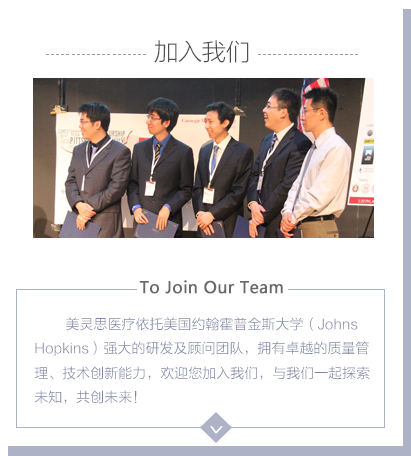 加入我们
To Join Our Team
美灵思医疗依托美国约翰霍普金斯大学（Johns
Hopkins）强大的研发及顾问团队，拥有卓越的质量管
理、技术创新能力，欢迎您加入我们，与我们一起探索
未知，共创未来！